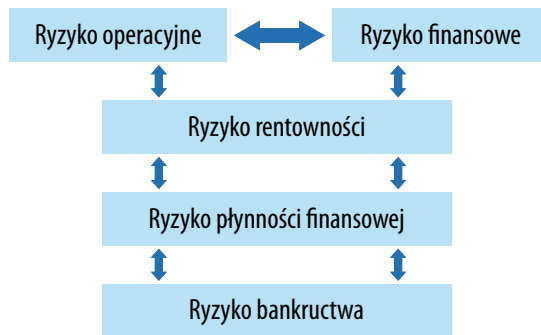 Ryzyko operacyjne
Ryzyko finansowe
Ryzyko rentowności
Ryzyko płynności finansowej
Ryzyko bankructwa